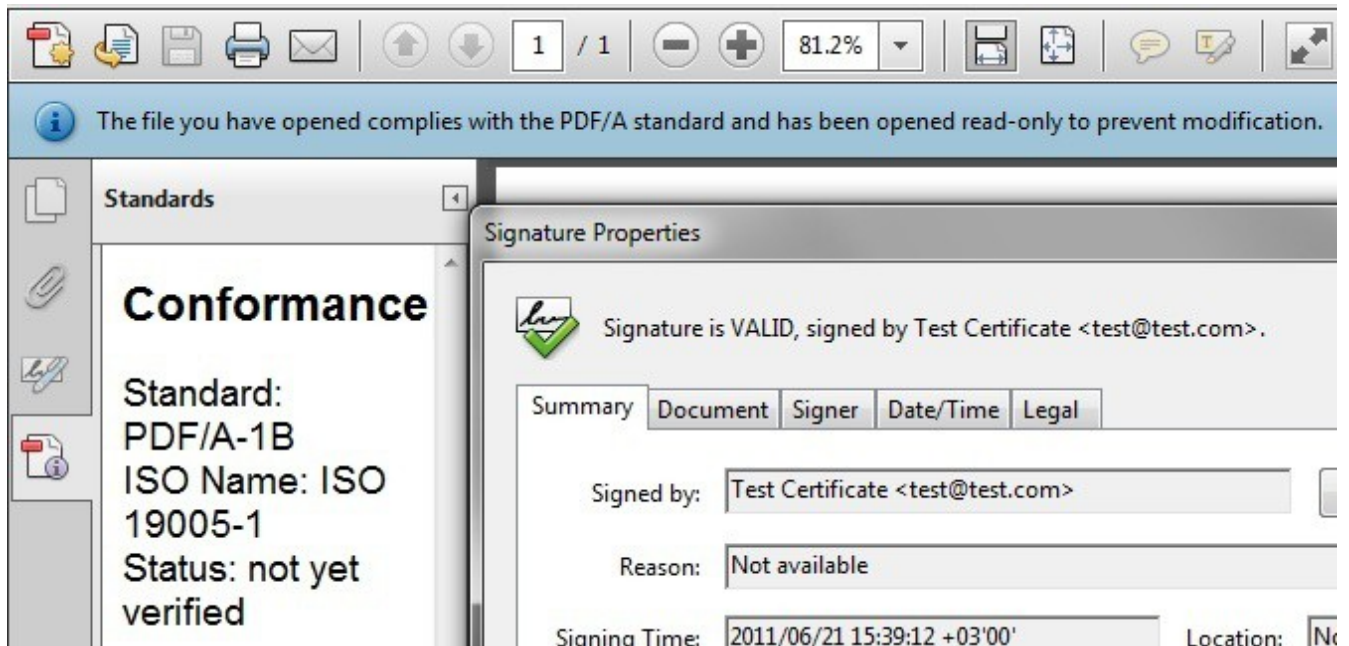 1 / 1 81.2%
The file you have opened complies with the PDF/A standard and has been opened read-only to prevent modification.
Standards
Conformance
Standard:
PDF/A-1B
ISO Name: ISO
19005-1
Status: not yet
verified
Signature Properties
Signature is VALID, signed by Test Certificate <test@test.com>.
Summary Document Signer Date/Time Legal
Signed by: Test Certificate <test@test.com>
Reason: Not available
Signing Time: 2011/06/21 15:39:12 +03'00' Location: